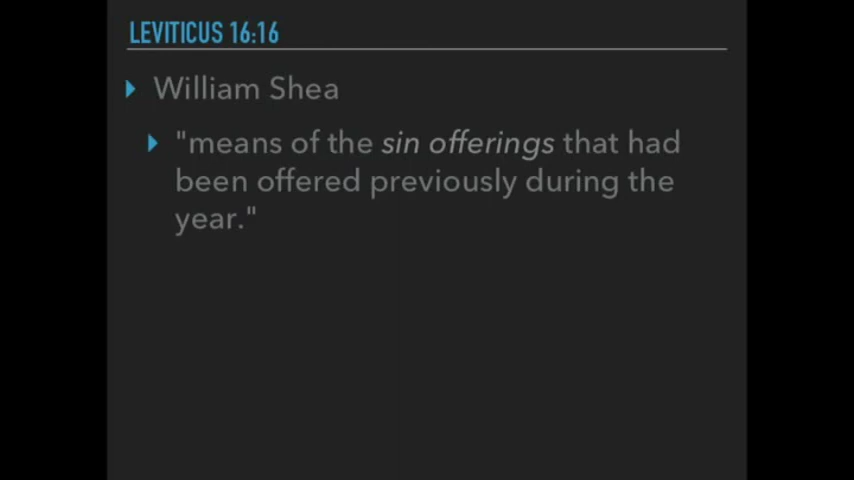 LEVITICUS 16:16
William Shea
"means of the sin offerings that had
been offered previously during the
year."